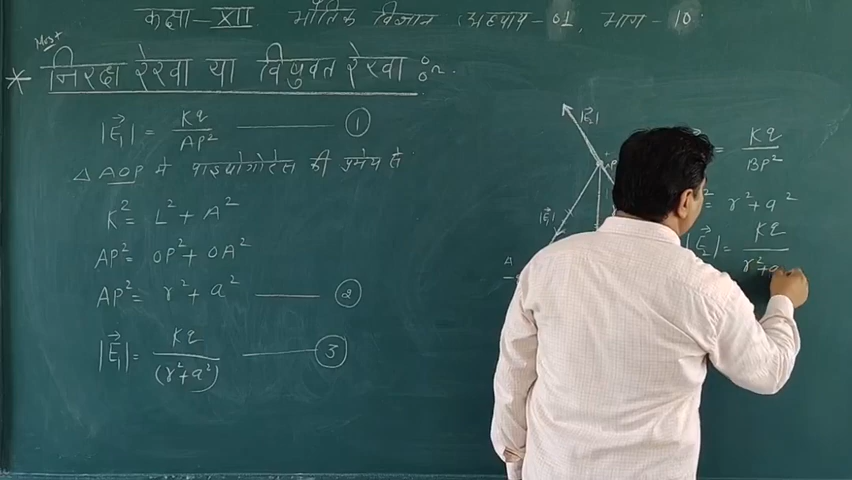 कक्षा - XII भौतिक विज्ञान अध्याय - 01, भाग - 10
Most
* निरक्ष रेखा या विषुवत रेखा
|E⃗₁| = Kq / AP² ——— ①
△ AOP में पाइथोगोरेस की प्रमेय से
K² = L² + A²
AP² = OP² + OA²
AP² = r² + a² ——— ②
|E⃗₁| = Kq / (r² + a²) ——— ③
|E⃗₂|
P
|E⃗₁|
A
= Kq / BP²
² = r² + a²
|E⃗₂| = Kq / r² + a